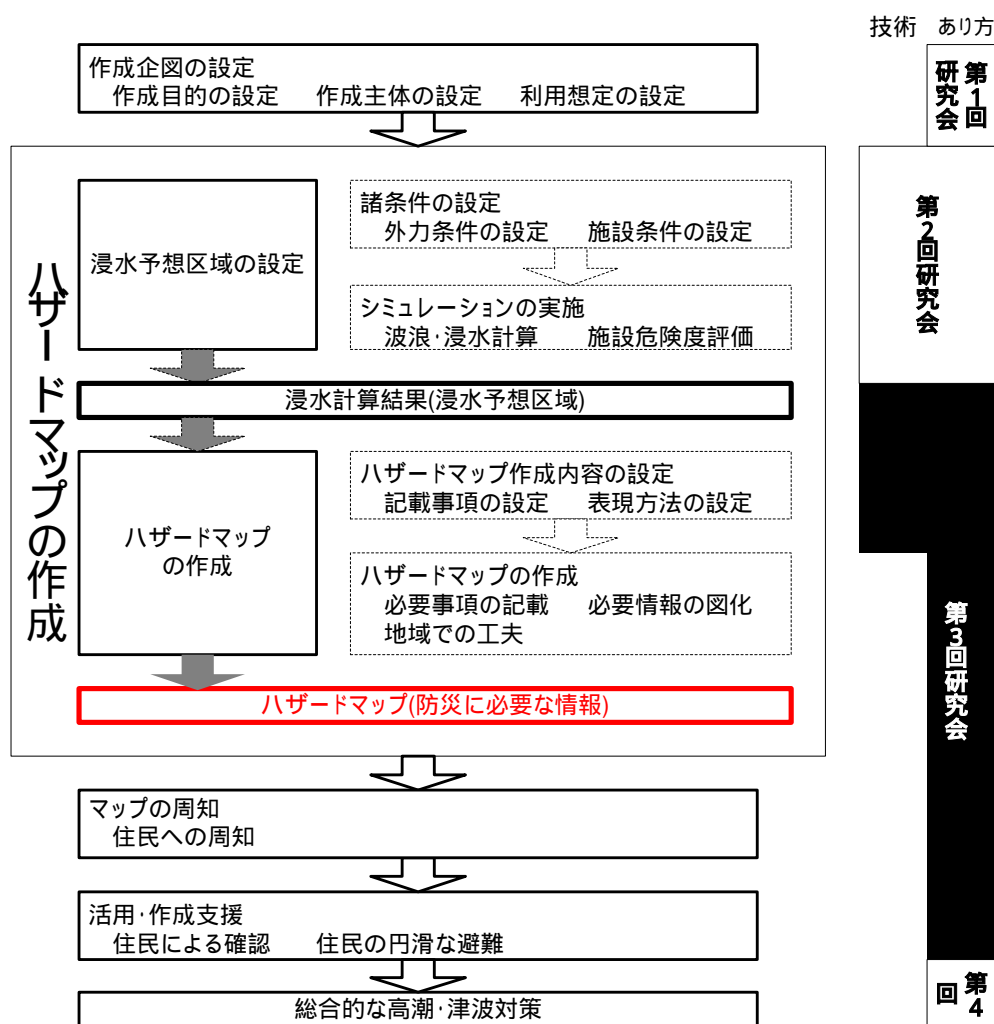 技術 あり方
作成企図の設定
作成目的の設定 作成主体の設定 利用想定の設定
第1回
研究会
ハザードマップの作成
浸水予想区域の設定
諸条件の設定
外力条件の設定 施設条件の設定
シミュレーションの実施
波浪･浸水計算 施設危険度評価
第2回研究会
浸水計算結果(浸水予想区域)
ハザードマップ
の作成
ハザードマップ作成内容の設定
記載事項の設定 表現方法の設定
ハザードマップの作成
必要事項の記載 必要情報の図化
地域での工夫
第3回研究会
ハザードマップ(防災に必要な情報)
マップの周知
住民への周知
活用･作成支援
住民による確認 住民の円滑な避難
総合的な高潮･津波対策
第4
回